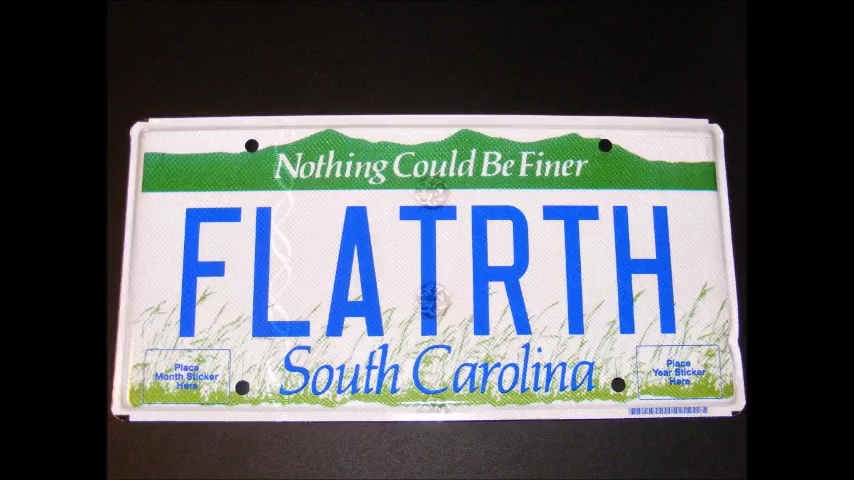 Nothing Could Be Finer
FLATRTH
South Carolina
Place
Month Sticker
Here
Place
Year Sticker
Here